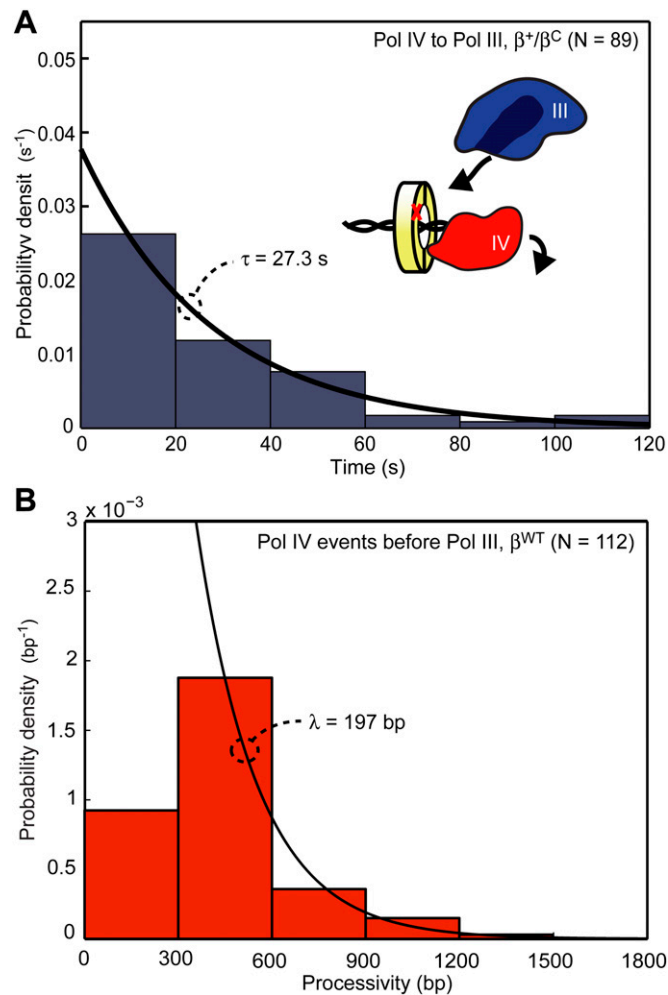 A
Pol IV to Pol III, β⁺/βᶜ (N = 89)
0.05
0.04
0.03
0.02
0.01
0
Probabilityv densit (s⁻¹)
III
X
IV
τ = 27.3 s
0 20 40 60 80 100 120
Time (s)
B
x 10⁻³
Pol IV events before Pol III, βᵂᵀ (N = 112)
3
2.5
2
1.5
1
0.5
0
Probability density (bp⁻¹)
λ = 197 bp
0 300 600 900 1200 1500 1800
Processivity (bp)